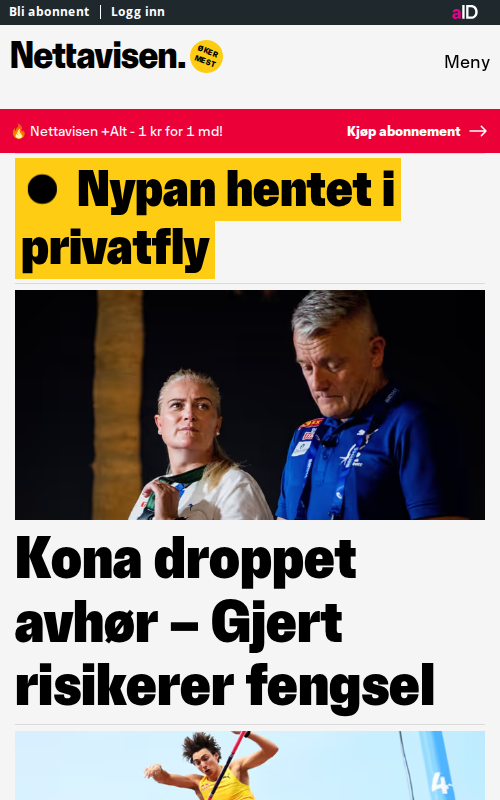 Bli abonnent | Logg inn
aID
Nettavisen.
ØKER
MEST
Meny
🔥 Nettavisen +Alt - 1 kr for 1 md!
Kjøp abonnement →
● Nypan hentet i
privatfly
Kona droppet
avhør – Gjert
risikerer fengsel
4